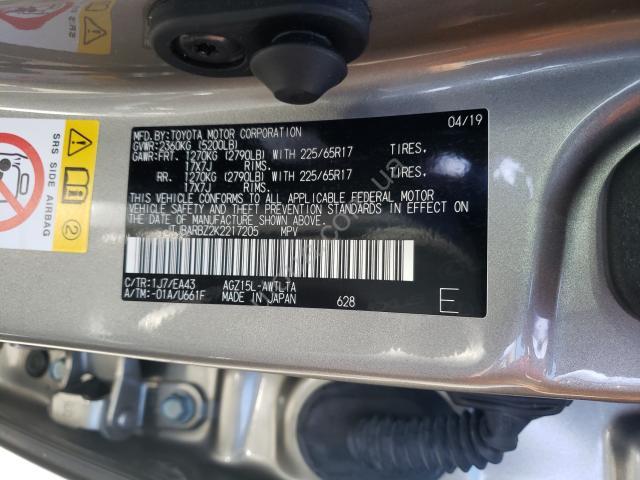 04/19
MFD.BY:TOYOTA MOTOR CORPORATION
GVWR:2360KG (5200LB)
GAWR:FRT. 1270KG (2790LB) WITH 225/65R17 TIRES.
17X7J RIMS.
RR. 1270KG (2790LB) WITH 225/65R17 TIRES.
17X7J RIMS.
THIS VEHICLE CONFORMS TO ALL APPLICABLE FEDERAL MOTOR
VEHICLE SAFETY AND THEFT PREVENTION STANDARDS IN EFFECT
ON THE DATE OF MANUFACTURE SHOWN ABOVE.
JTJBARBZ2K2217205 MPV
C/TR:1J7/EA43 AGZ15L-AWTLTA
A/TM:-01A/U661F MADE IN JAPAN 628
E
SRS SIDE AIRBAG